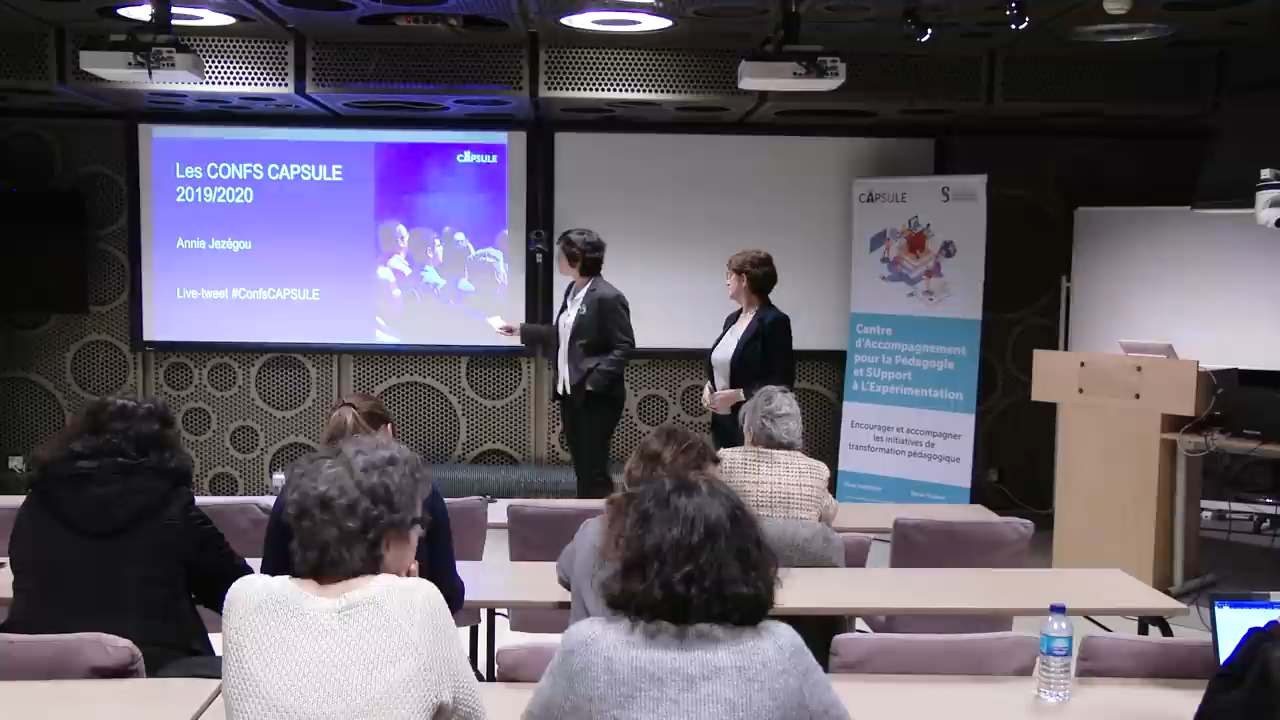 Les CONFS CAPSULE
2019/2020
Annie Jezégou
Live-tweet #ConfsCAPSULE
CAPSULE
CAPSULE
S
Centre
d'Accompagnement
pour la Pédagogie
et SUpport
à L'Expérimentation
Encourager et accompagner
les initiatives de
transformation pédagogique